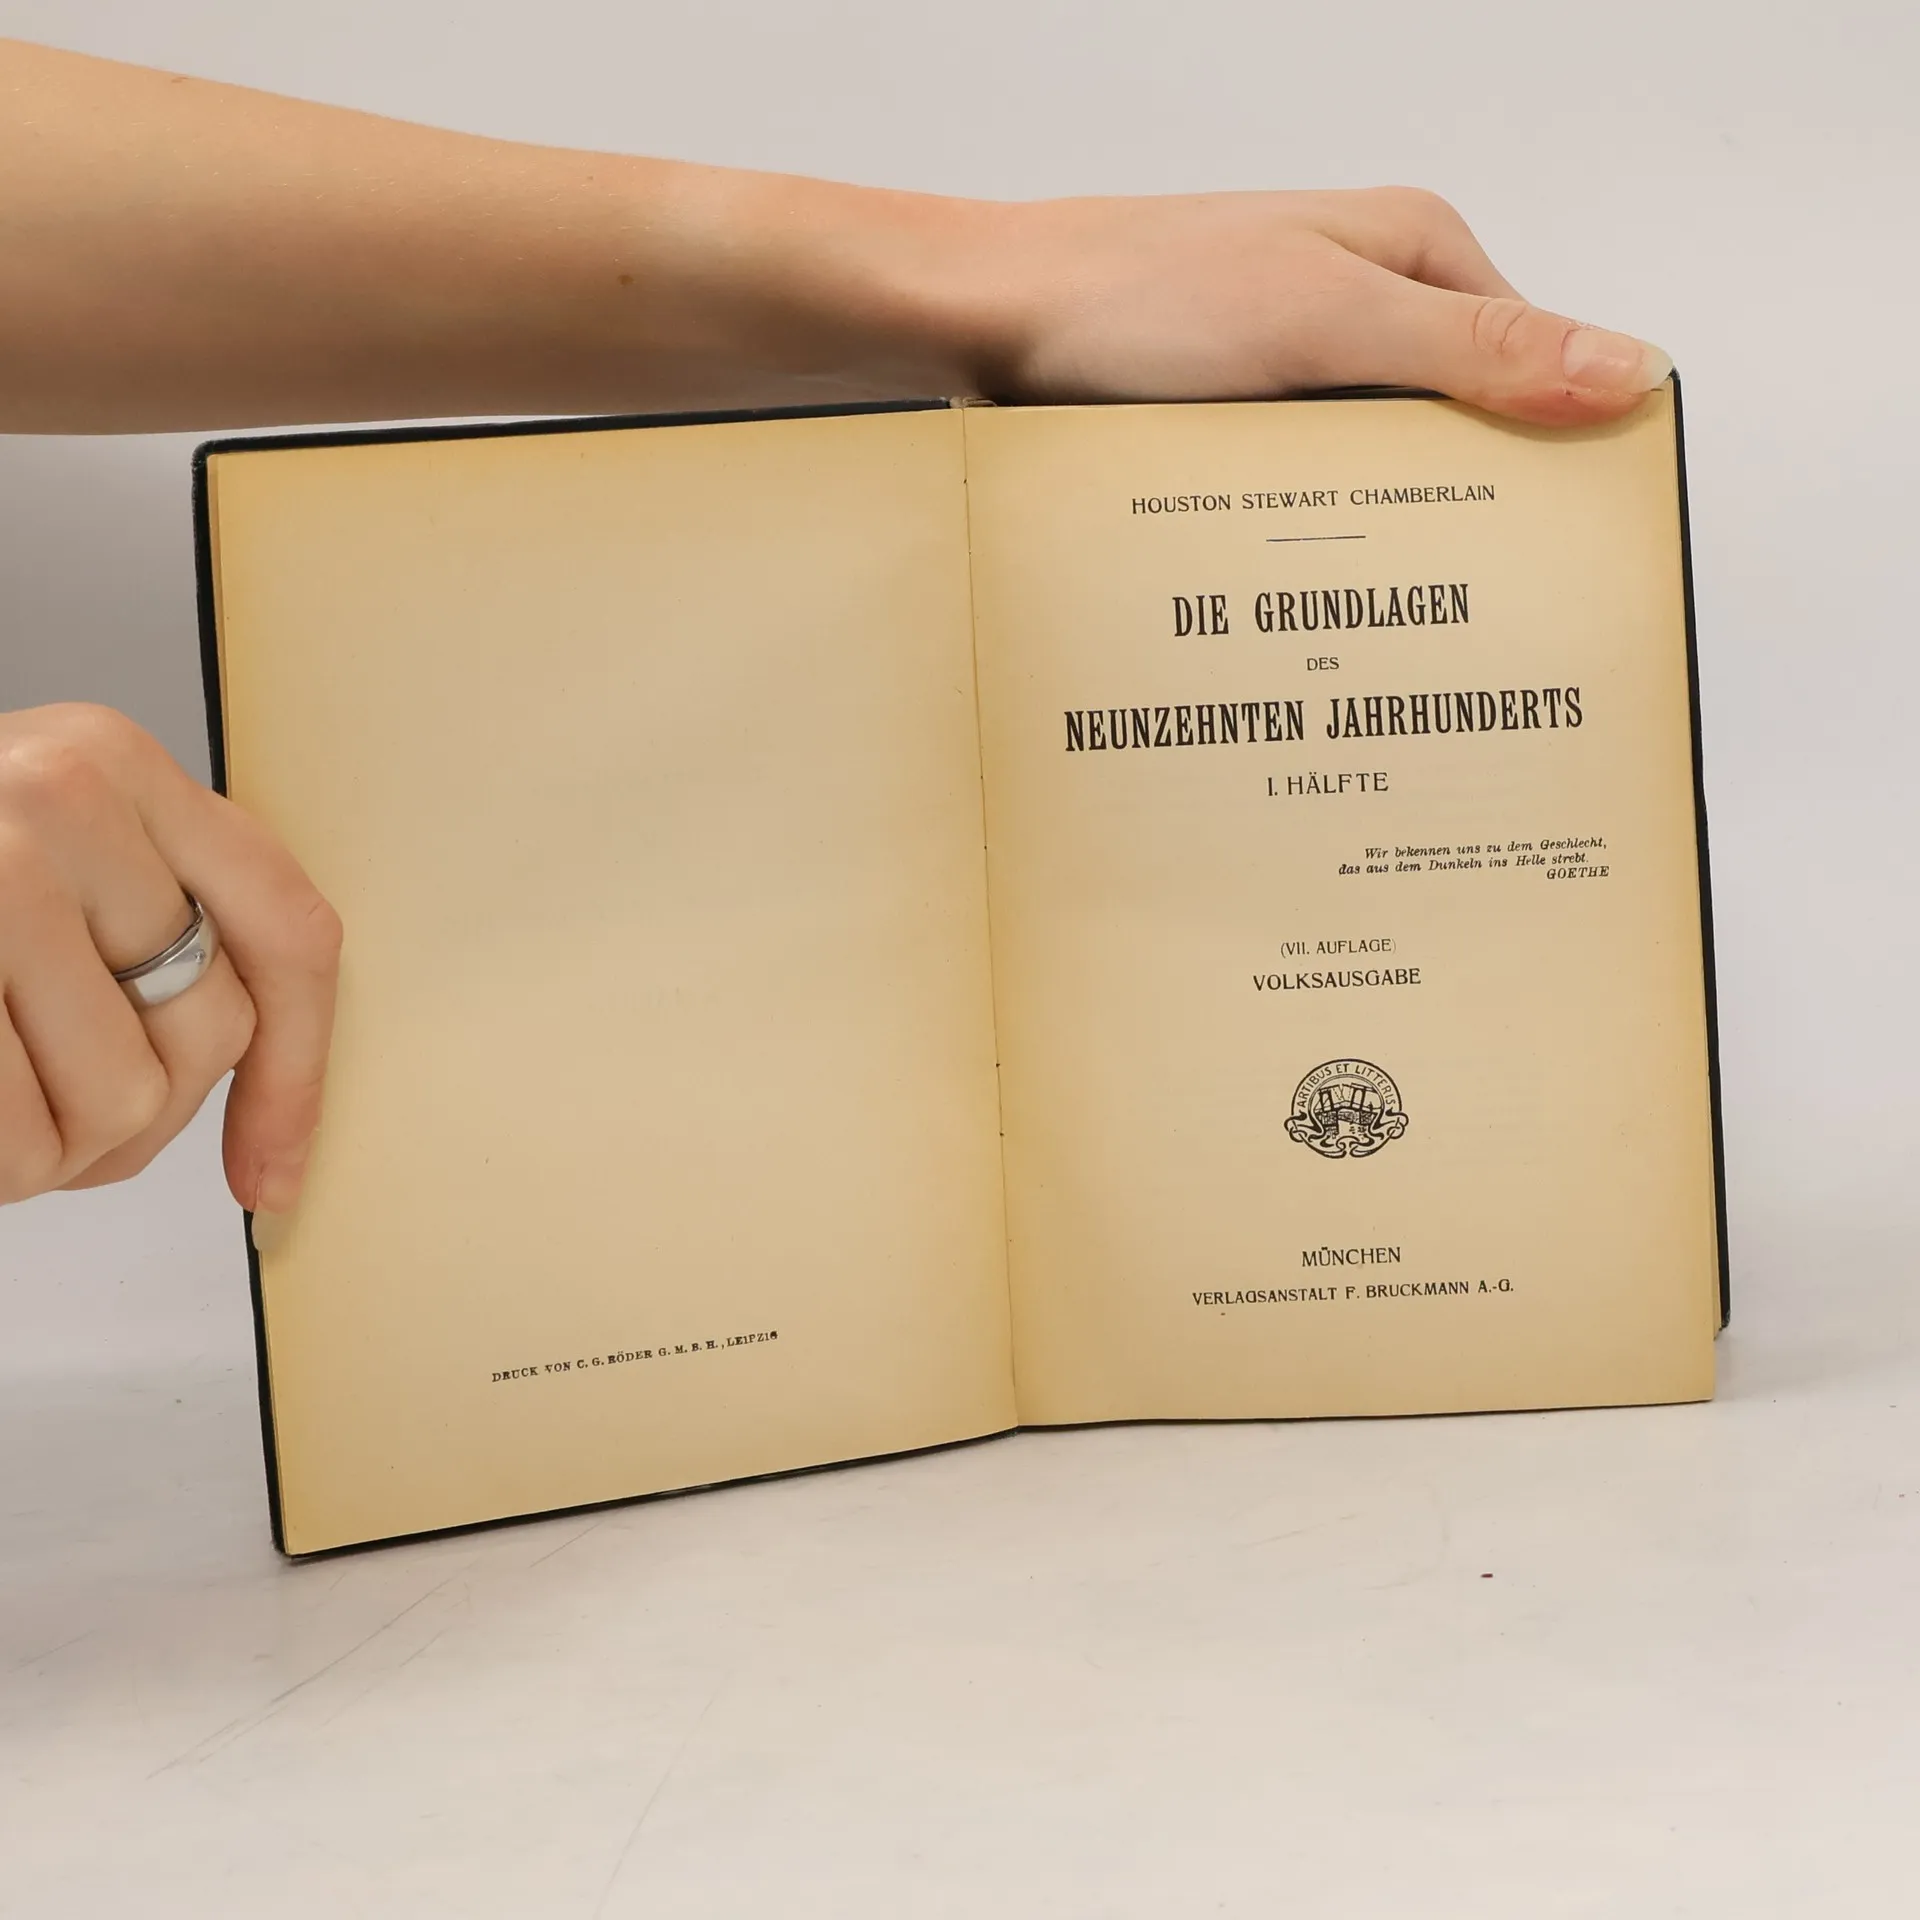 DRUCK VON C. G. RÖDER G. M. B. H., LEIPZIG
HOUSTON STEWART CHAMBERLAIN
DIE GRUNDLAGEN
DES
NEUNZEHNTEN JAHRHUNDERTS
I. HÄLFTE
Wir bekennen uns zu dem Geschlecht,
das aus dem Dunkeln ins Helle strebt.
GOETHE
(VII. AUFLAGE)
VOLKSAUSGABE
ARTIBUS ET LITTERIS
MÜNCHEN
VERLAGSANSTALT F. BRUCKMANN A.-G.